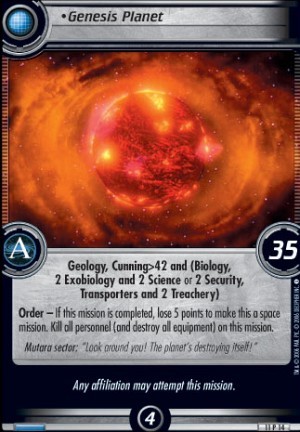 •Genesis Planet
A
35
Geology, Cunning>42 and (Biology,
2 Exobiology and 2 Science or 2 Security,
Transporters and 2 Treachery)
Order – If this mission is completed, lose 5 points to make this a space
mission. Kill all personnel (and destroy all equipment) on this mission.
Mutara sector: "Look around you! The planet's destroying itself!"
Any affiliation may attempt this mission.
4
11 P 14